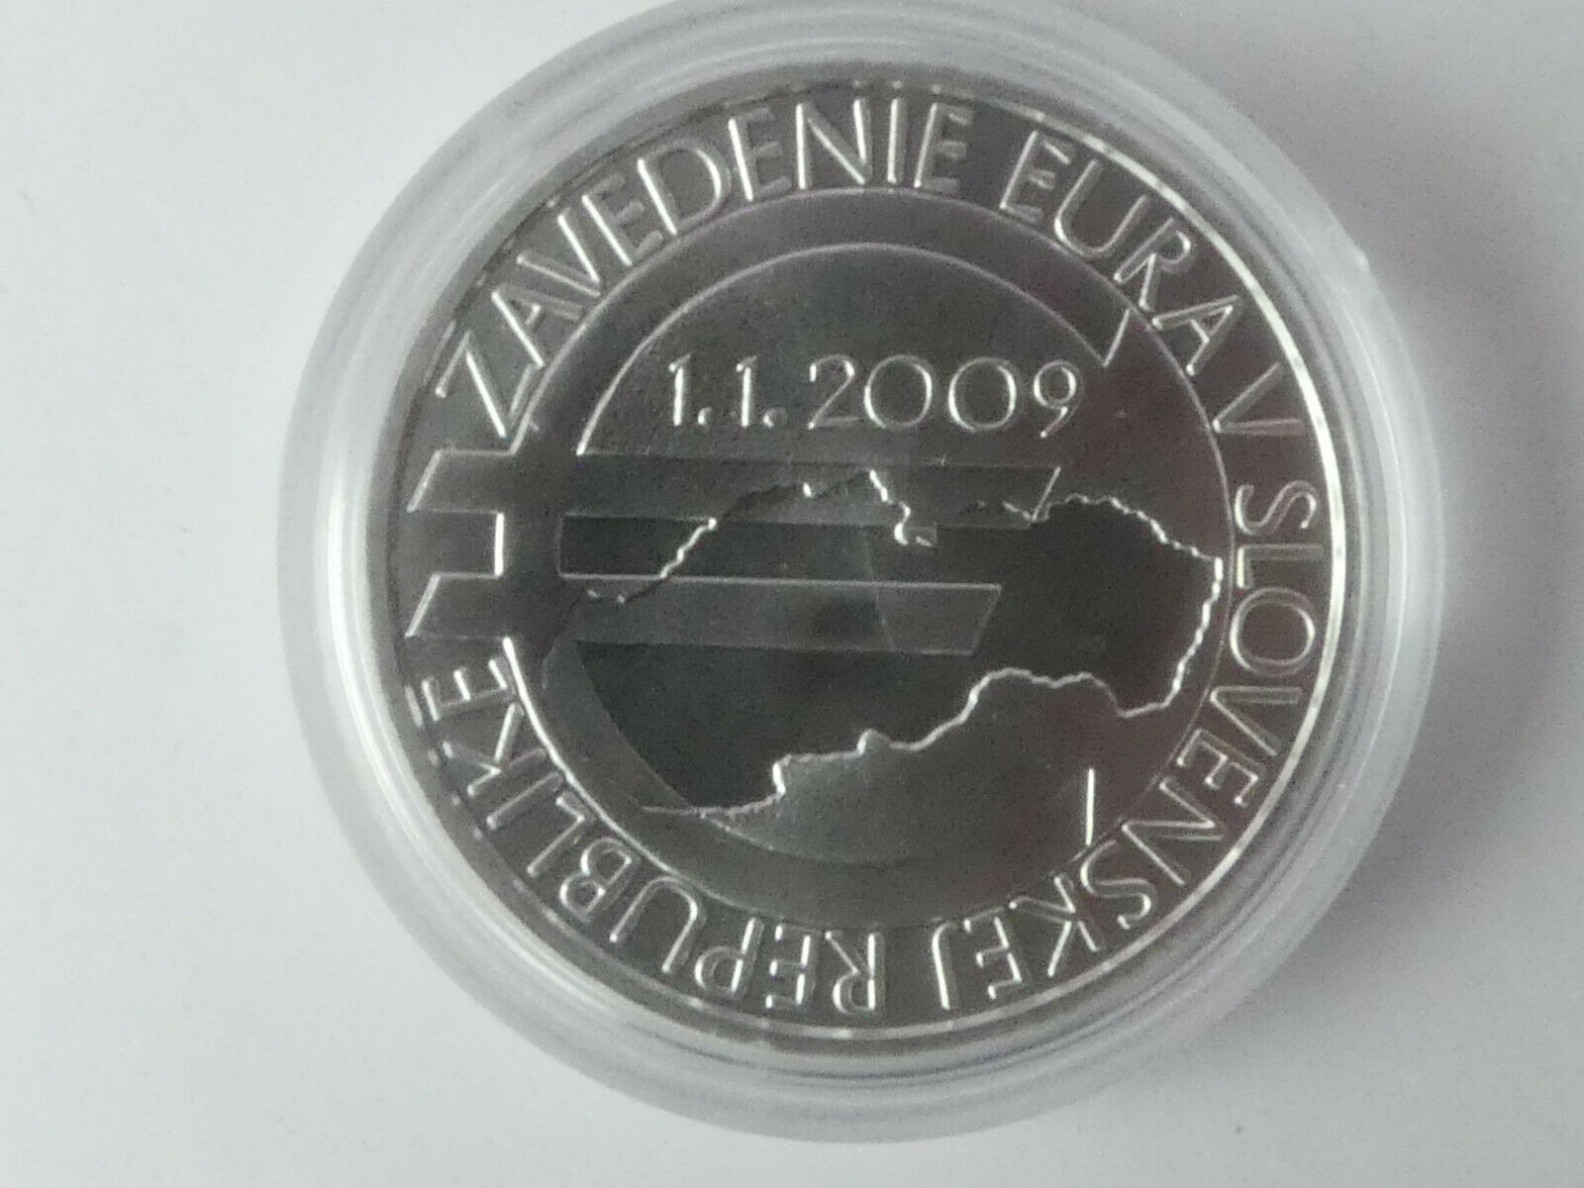 ZAVEDENIE EURA V SLOVENSKEJ REPUBLIKE
1.1.2009